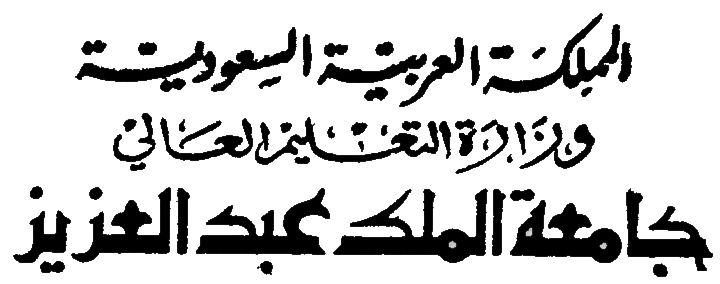 المملكة العربية السعودية
وزارة التعليم العالي
جامعة الملك عبد العزيز